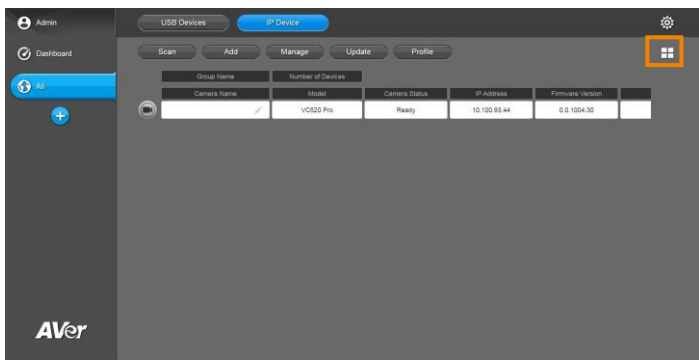 Admin
USB Devices
IP Device
Dashboard
Scan
Add
Manage
Update
Profile
All
Group Name
Number of Devices
Camera Name
Model
Camera Status
IP Address
Firmware Version
VC520 Pro
Ready
10.100.93.44
0.0.1004.30
AVer